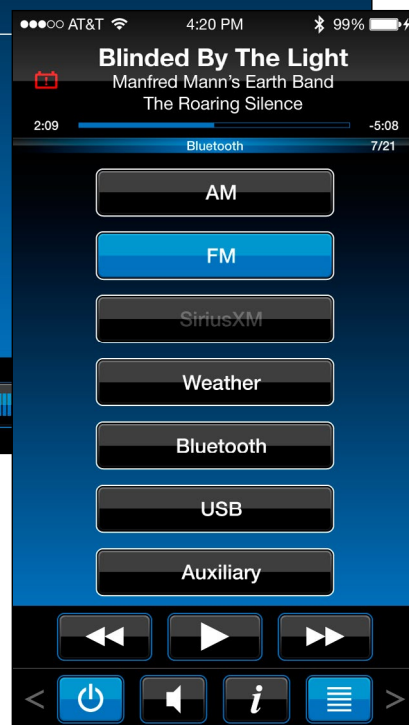 AT&T 4:20 PM 99%
Blinded By The Light
Manfred Mann's Earth Band
The Roaring Silence
2:09 -5:08
Bluetooth 7/21
AM
FM
SiriusXM
Weather
Bluetooth
USB
Auxiliary
i